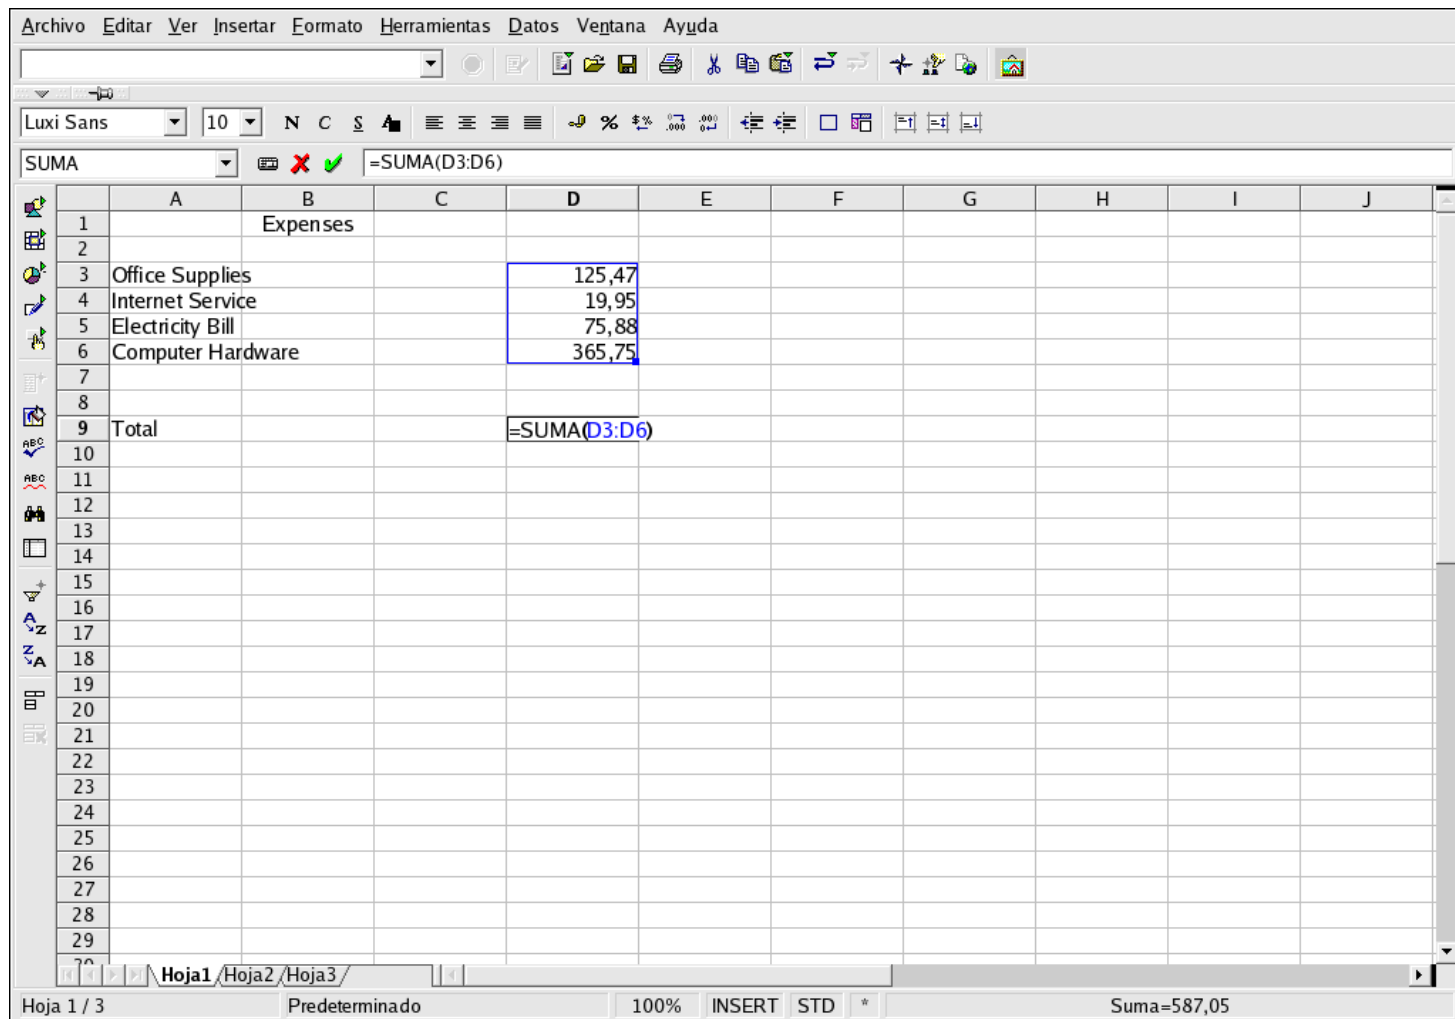 Archivo Editar Ver Insertar Formato Herramientas Datos Ventana Ayuda
Luxi Sans 10 N C S A
SUMA =SUMA(D3:D6)
A B C D E F G H I J
1 Expenses
2
3 Office Supplies 125,47
4 Internet Service 19,95
5 Electricity Bill 75,88
6 Computer Hardware 365,75
7
8
9 Total =SUMA(D3:D6)
10
11
12
13
14
15
16
17
18
19
20
21
22
23
24
25
26
27
28
29
Hoja1 Hoja2 Hoja3
Hoja 1 / 3 Predeterminado 100% INSERT STD * Suma=587,05